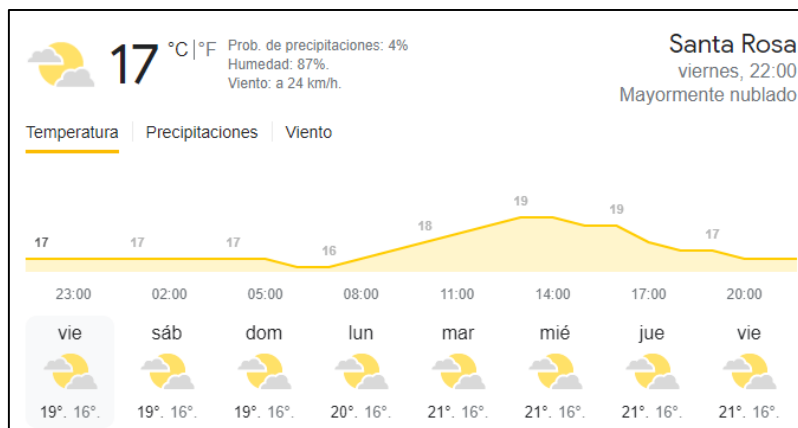 17 °C|°F
Prob. de precipitaciones: 4%
Humedad: 87%.
Viento: a 24 km/h.
Santa Rosa
viernes, 22:00
Mayormente nublado
Temperatura | Precipitaciones | Viento
17 17 17 16 18 19 19 17
23:00 02:00 05:00 08:00 11:00 14:00 17:00 20:00
vie sáb dom lun mar mié jue vie
19°. 16°. 19°. 16°. 19°. 16°. 20°. 16°. 21°. 16°. 21°. 16°. 21°. 16°. 21°. 16°.